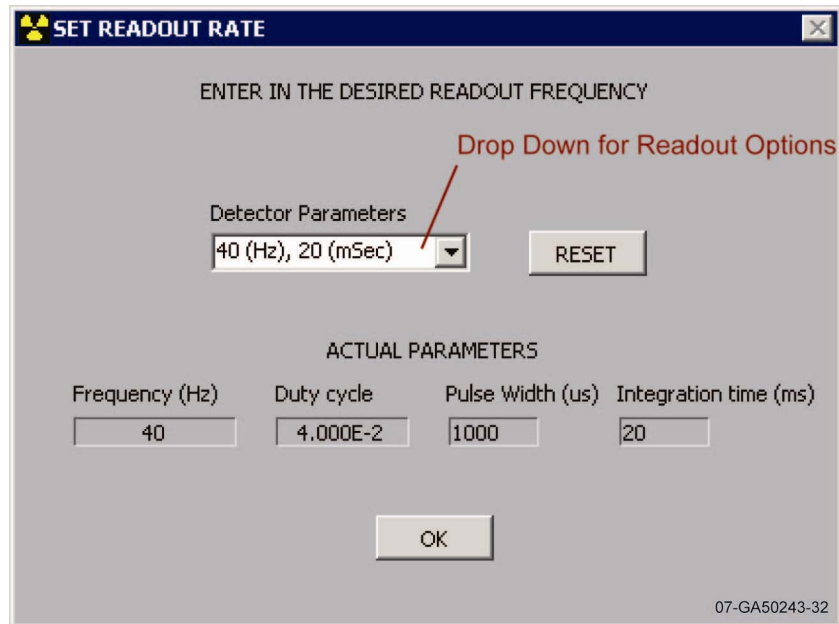 SET READOUT RATE
ENTER IN THE DESIRED READOUT FREQUENCY
Drop Down for Readout Options
Detector Parameters
40 (Hz), 20 (mSec)
RESET
ACTUAL PARAMETERS
Frequency (Hz) Duty cycle Pulse Width (us) Integration time (ms)
40 4.000E-2 1000 20
OK
07-GA50243-32